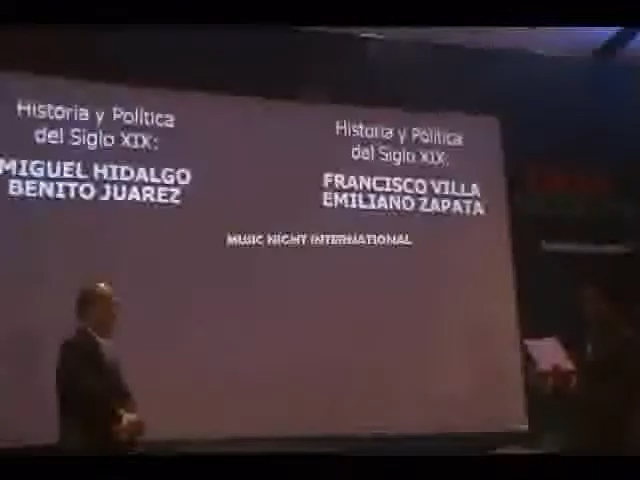 Historia y Política
del Siglo XIX:
MIGUEL HIDALGO
BENITO JUAREZ
Historia y Política
del Siglo XIX:
FRANCISCO VILLA
EMILIANO ZAPATA
MUSIC NIGHT INTERNATIONAL